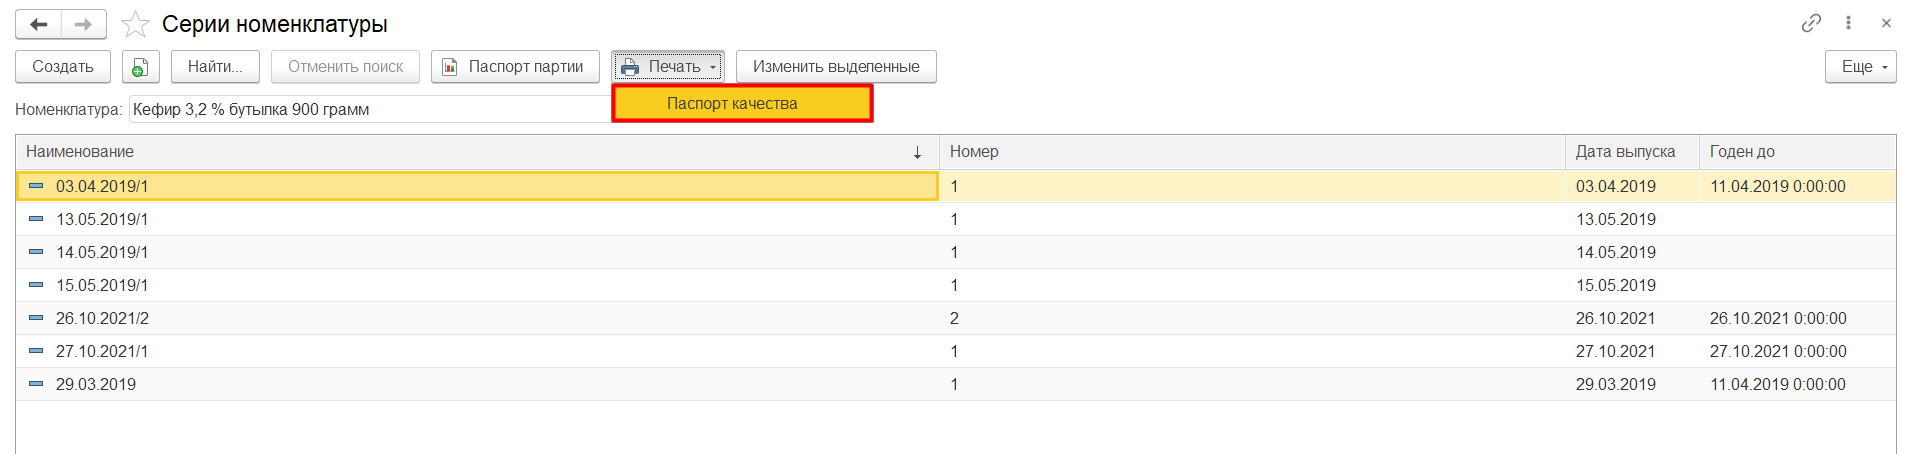 Серии номенклатуры
Создать Найти... Отменить поиск Паспорт партии Печать Изменить выделенные Еще
Номенклатура: Кефир 3,2 % бутылка 900 грамм Паспорт качества
Наименование Номер Дата выпуска Годен до
03.04.2019/1 1 03.04.2019 11.04.2019 0:00:00
13.05.2019/1 1 13.05.2019
14.05.2019/1 1 14.05.2019
15.05.2019/1 1 15.05.2019
26.10.2021/2 2 26.10.2021 26.10.2021 0:00:00
27.10.2021/1 1 27.10.2021 27.10.2021 0:00:00
29.03.2019 1 29.03.2019 11.04.2019 0:00:00